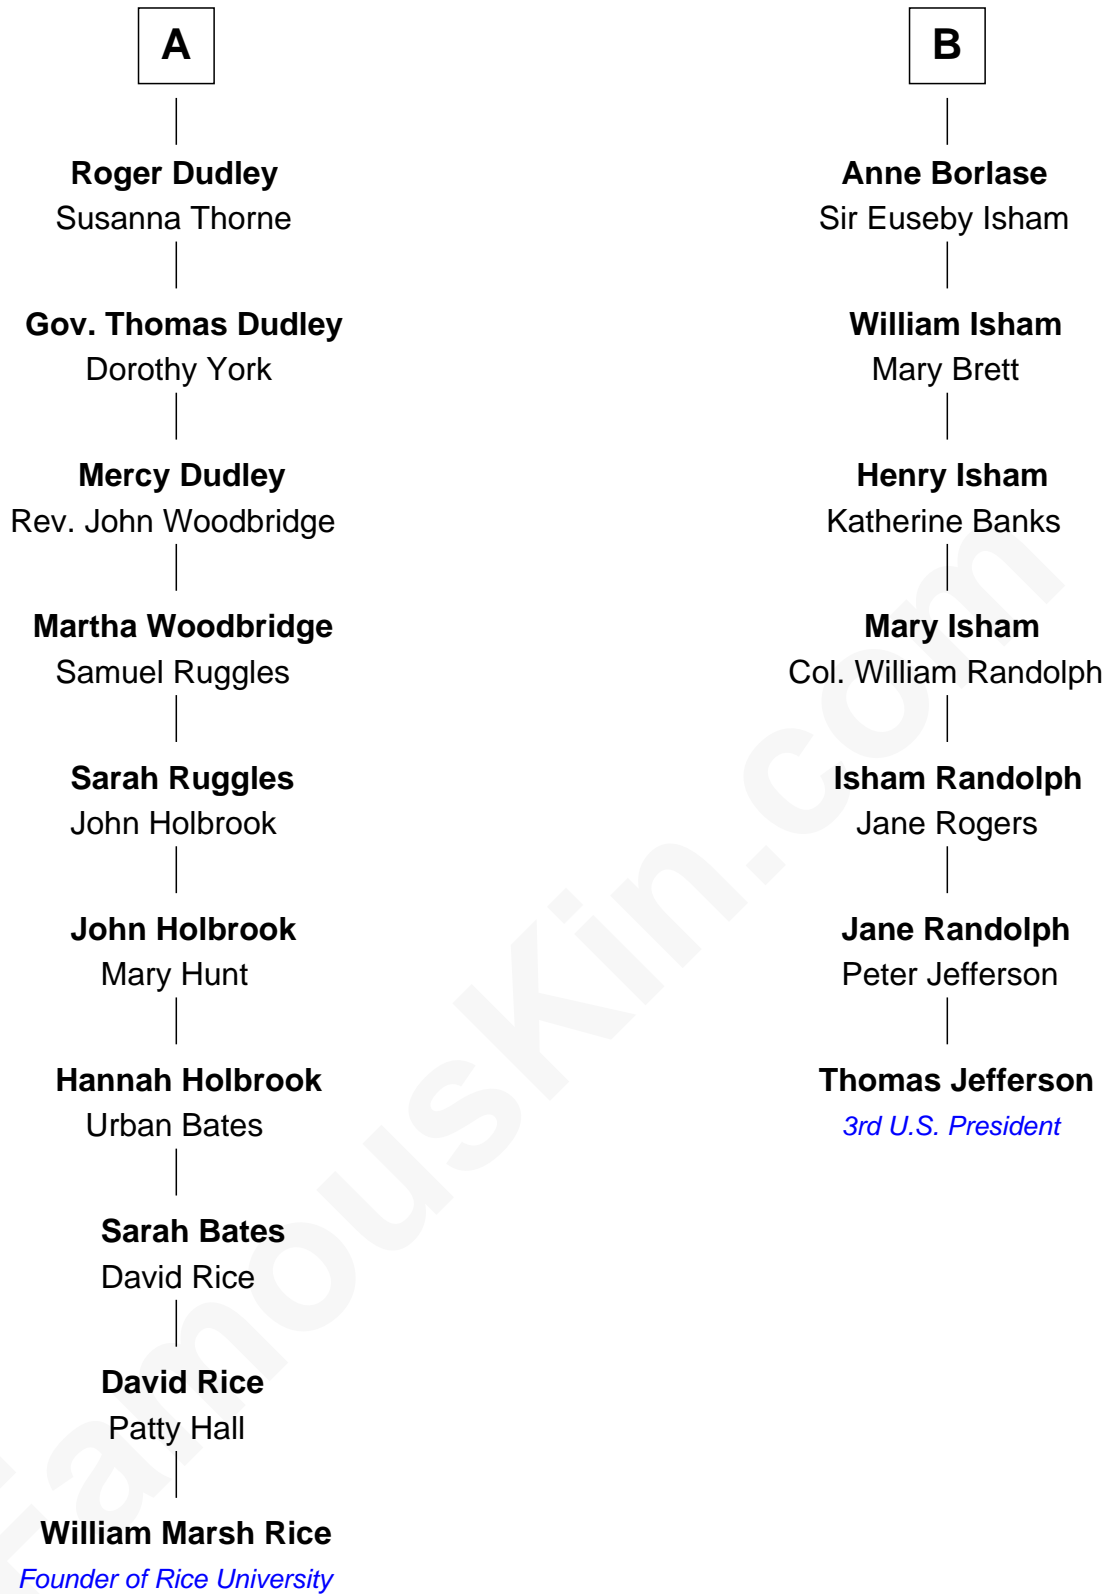 A
Roger Dudley
Susanna Thorne
Gov. Thomas Dudley
Dorothy York
Mercy Dudley
Rev. John Woodbridge
Martha Woodbridge
Samuel Ruggles
Sarah Ruggles
John Holbrook
John Holbrook
Mary Hunt
Hannah Holbrook
Urban Bates
Sarah Bates
David Rice
David Rice
Patty Hall
William Marsh Rice
Founder of Rice University
B
Anne Borlase
Sir Euseby Isham
William Isham
Mary Brett
Henry Isham
Katherine Banks
Mary Isham
Col. William Randolph
Isham Randolph
Jane Rogers
Jane Randolph
Peter Jefferson
Thomas Jefferson
3rd U.S. President
FamousKin.com